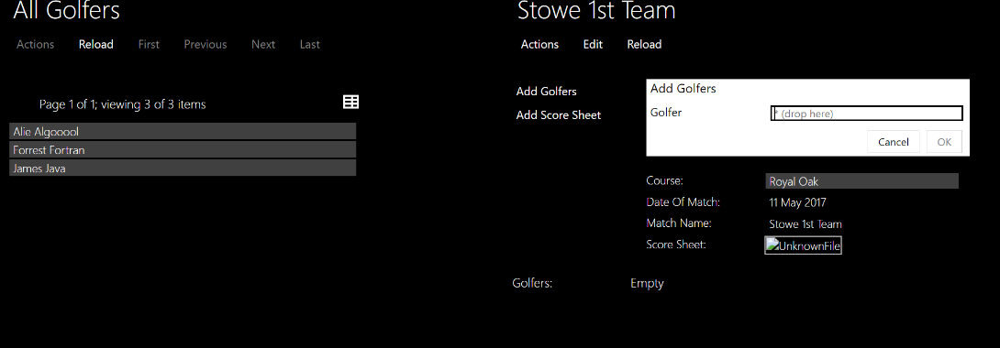 All Golfers
Actions Reload First Previous Next Last
Page 1 of 1; viewing 3 of 3 items
Alie Algooool
Forrest Fortran
James Java
Stowe 1st Team
Actions Edit Reload
Add Golfers
Add Score Sheet
Add Golfers
Golfer * (drop here)
Cancel OK
Course: Royal Oak
Date Of Match: 11 May 2017
Match Name: Stowe 1st Team
Score Sheet: UnknownFile
Golfers: Empty